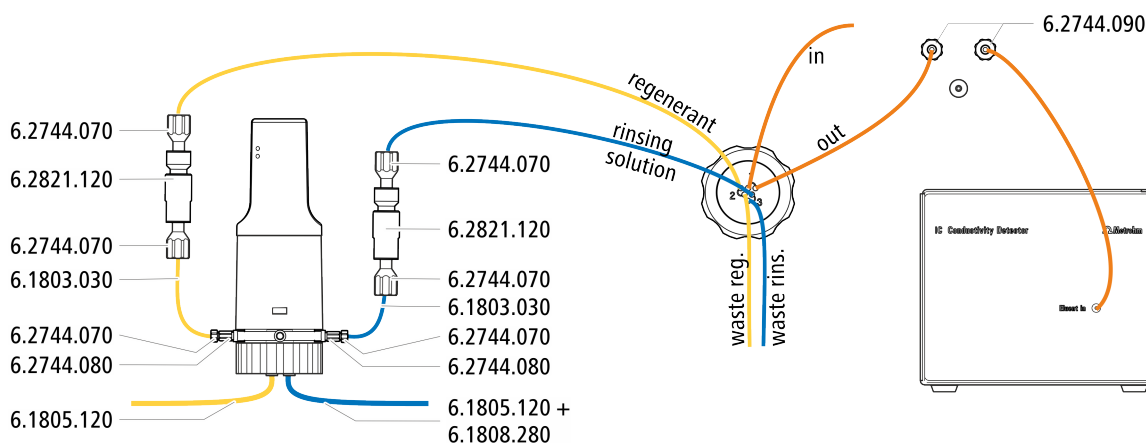 6.2744.090
in
regenerant
6.2744.070
rinsing
solution
out
6.2744.070
6.2821.120
1
2
3
6.2821.120
IC Conductivity Detector
Metrohm
6.2744.070
6.2744.070
6.1803.030
6.1803.030
waste reg.
waste rins.
Eluent in
6.2744.070
6.2744.070
6.2744.080
6.2744.080
6.1805.120
6.1805.120 +
6.1808.280